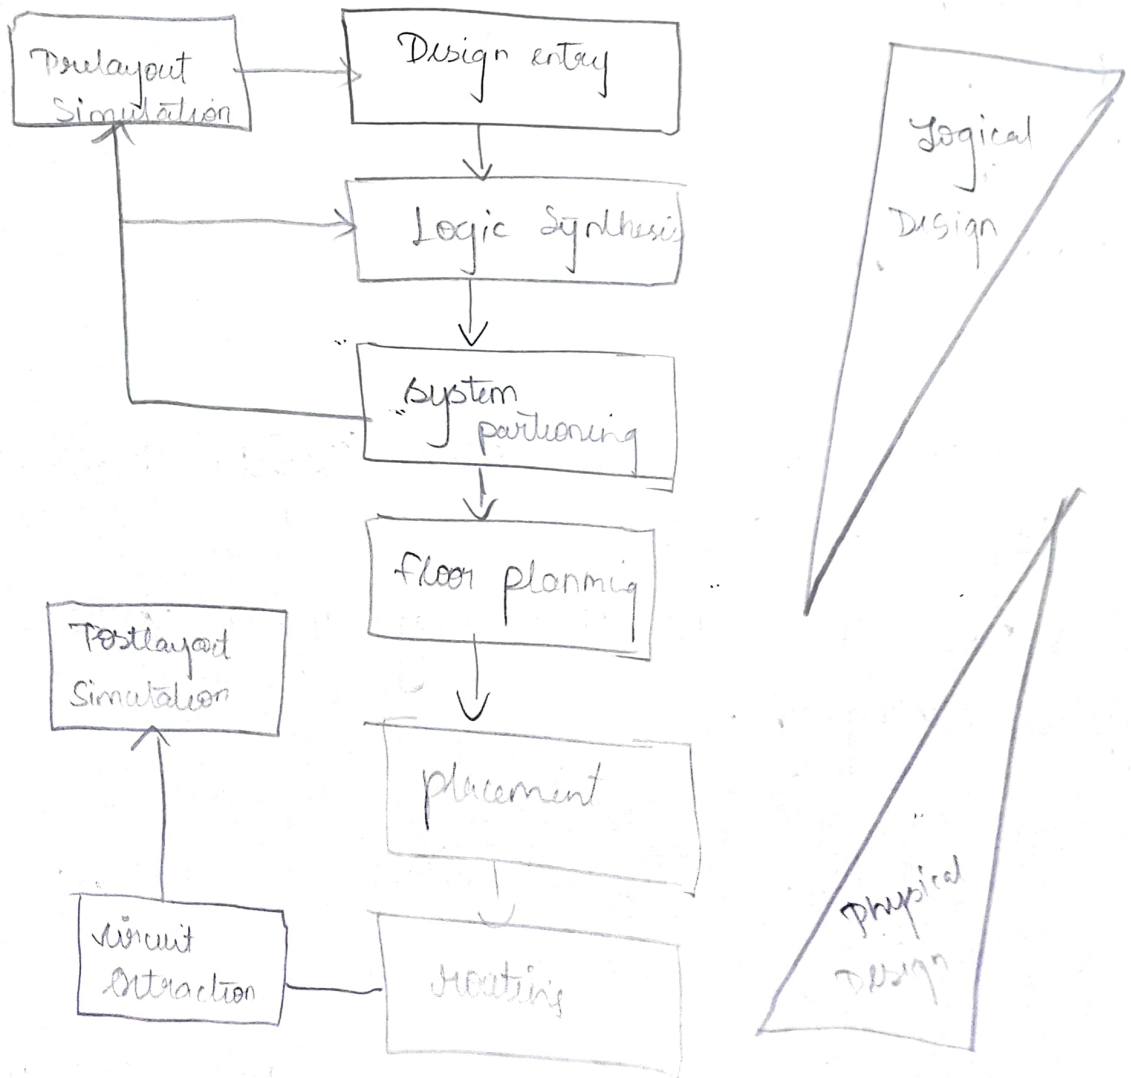 Prelayout
Simulation
Design entry
Logical
Design
Logic Synthesis
System
partioning
floor planning
Postlayout
Simulation
placement
Physical
Design
circuit
Extraction
routing